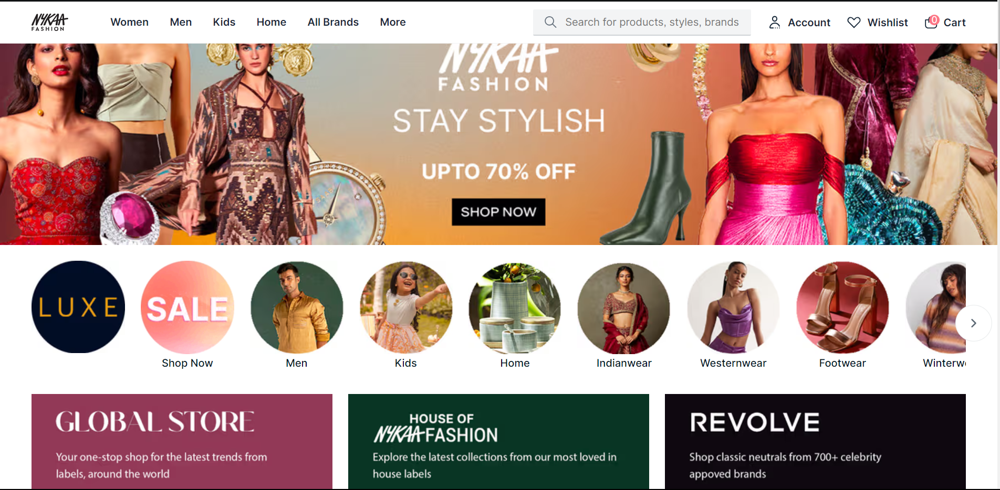 NYKAA
FASHION
Women
Men
Kids
Home
All Brands
More
Search for products, styles, brands
Account
Wishlist
0
Cart
NYKAA
FASHION
STAY STYLISH
UPTO 70% OFF
SHOP NOW
LUXE
SALE
Shop Now
Men
Kids
Home
Indianwear
Westernwear
Footwear
GLOBAL STORE
Your one-stop shop for the latest trends from
labels, around the world
HOUSE OF
NYKAA FASHION
Explore the latest collections from our most loved in
house labels
REVOLVE
Shop classic neutrals from 700+ celebrity
appoved brands